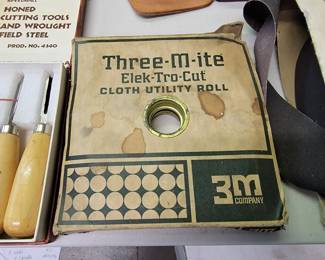 HONED
CUTTING TOOLS
AND WROUGHT
FIELD STEEL
PROD. NO. 4140
Three-M-ite
Elek-Tro-Cut
CLOTH UTILITY ROLL
3M
COMPANY